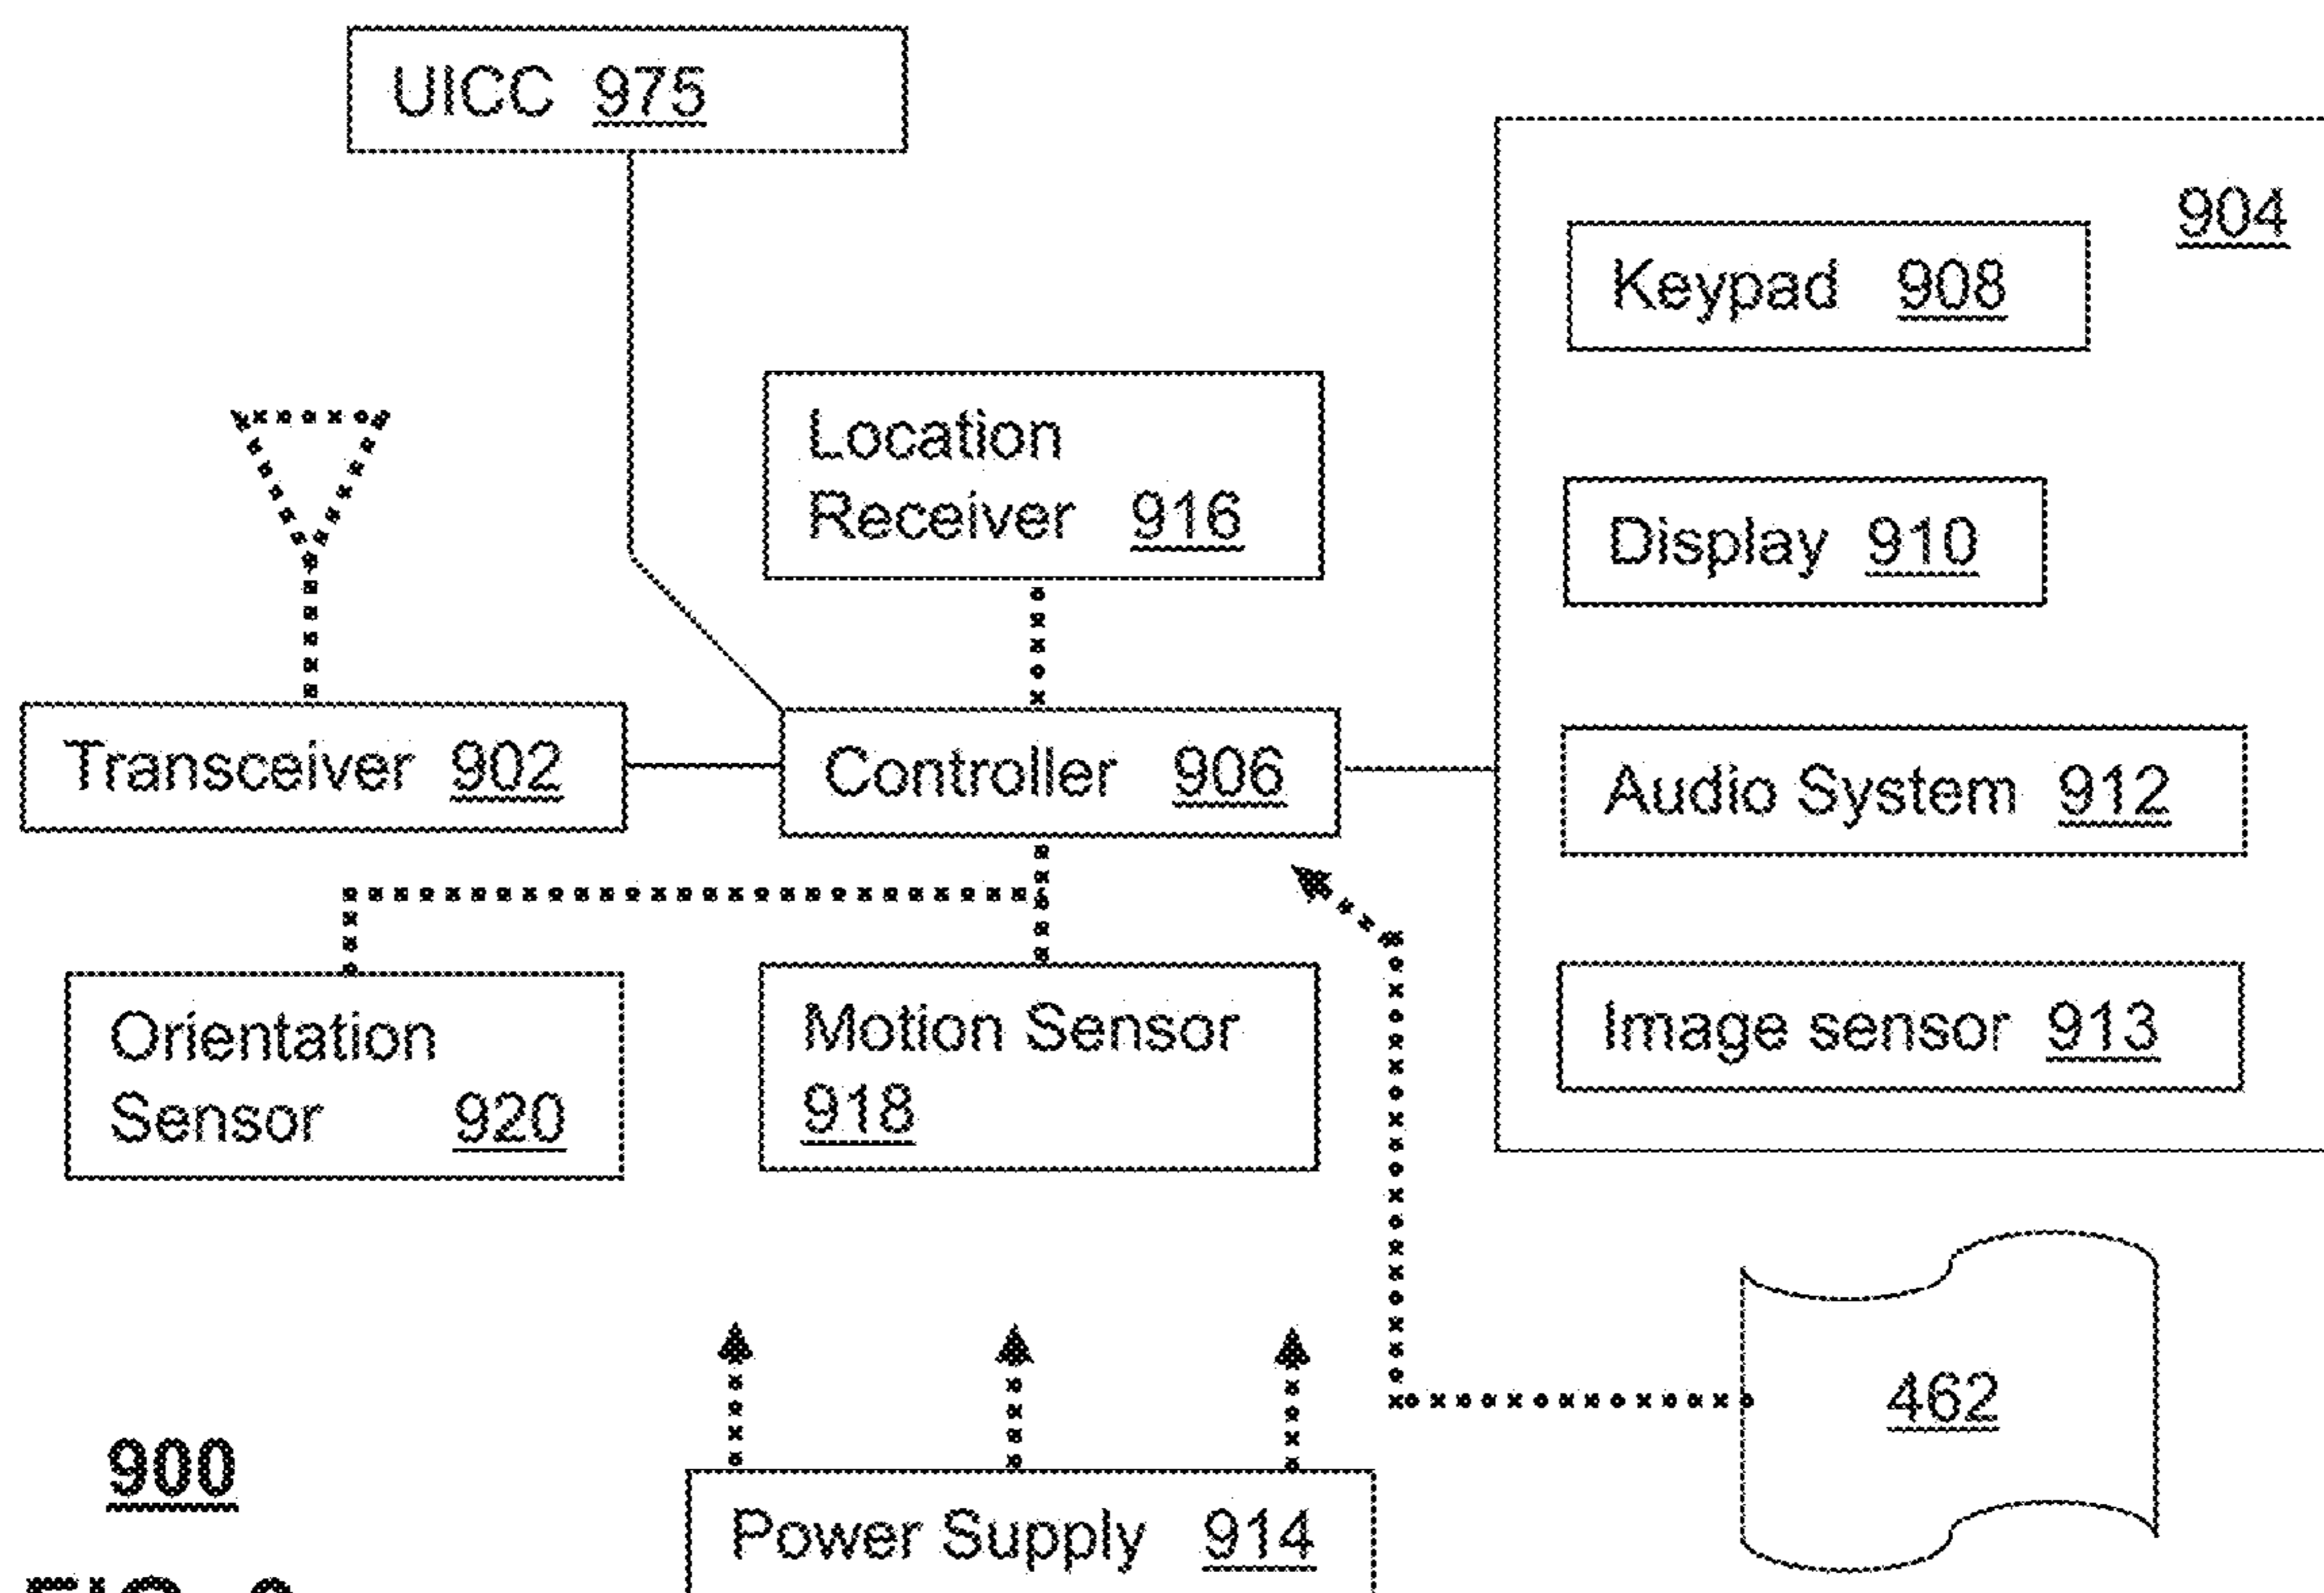 UICC 975
904
Keypad 908
Location
Receiver 916
Display 910
Transceiver 902
Controller 906
Audio System 912
Orientation
Sensor 920
Motion Sensor
918
Image sensor 913
462
900
Power Supply 914